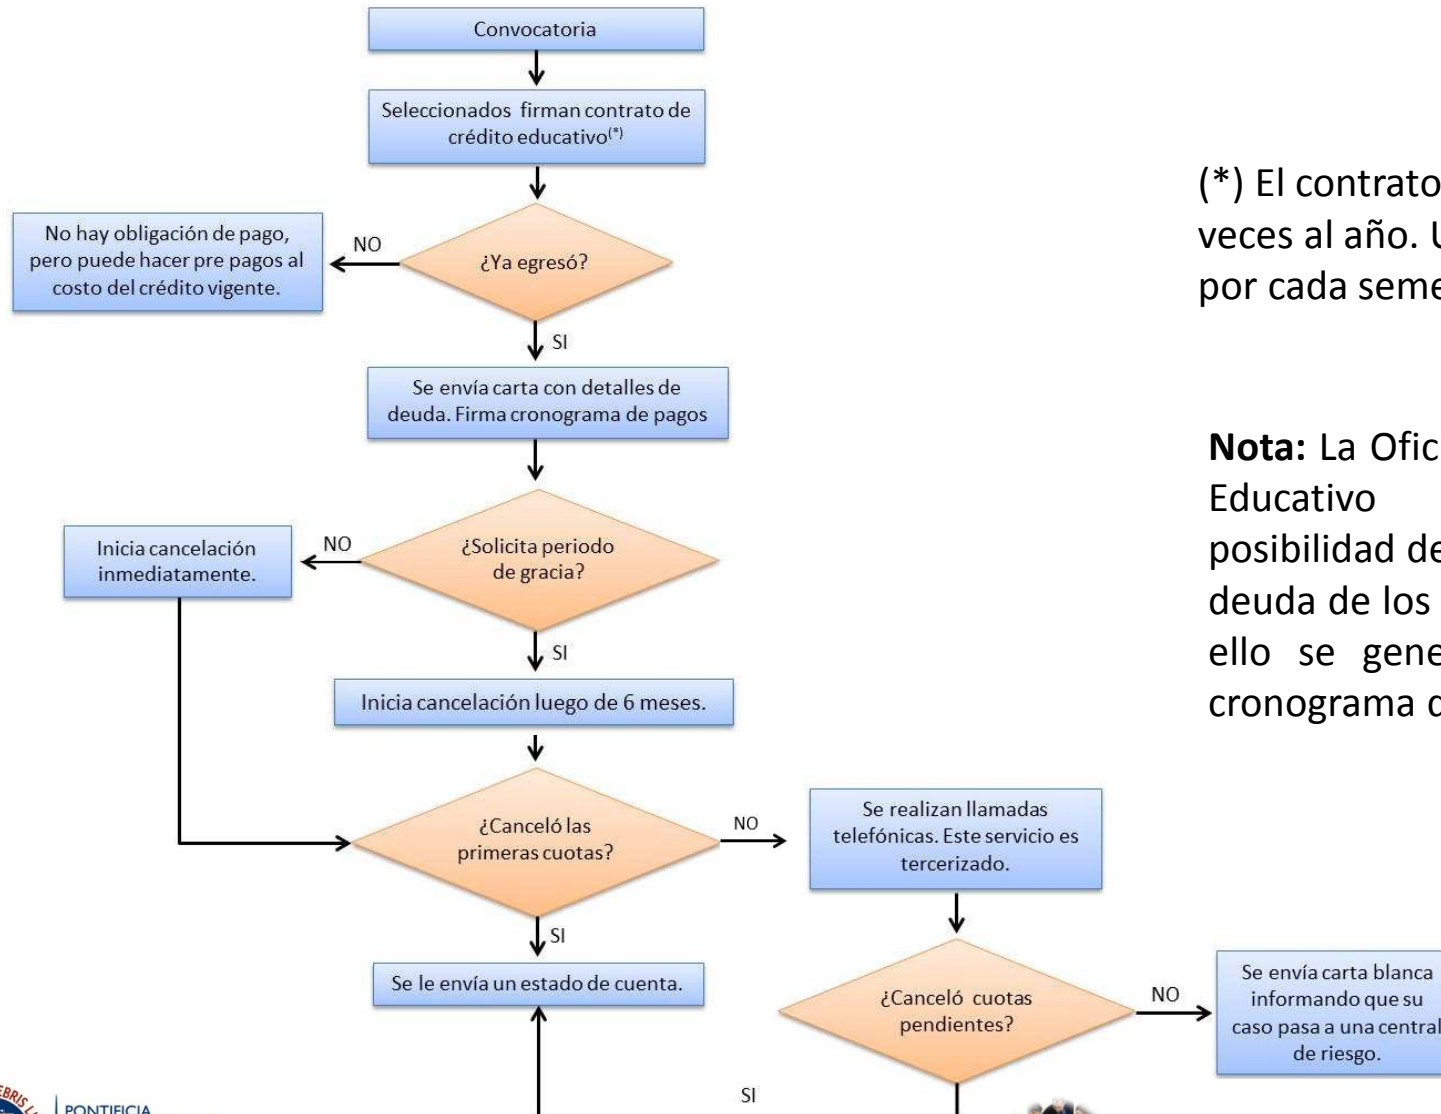 Convocatoria
Seleccionados firman contrato de
crédito educativo(*)
¿Ya egresó?
NO
No hay obligación de pago,
pero puede hacer pre pagos al
costo del crédito vigente.
SI
Se envía carta con detalles de
deuda. Firma cronograma de pagos
¿Solicita periodo
de gracia?
NO
Inicia cancelación
inmediatamente.
SI
Inicia cancelación luego de 6 meses.
¿Canceló las
primeras cuotas?
NO
Se realizan llamadas
telefónicas. Este servicio es
tercerizado.
SI
Se le envía un estado de cuenta.
¿Canceló cuotas
pendientes?
NO
Se envía carta blanca
informando que su
caso pasa a una central
de riesgo.
SI
(*) El contrato
veces al año.
por cada
Nota: La
Educativo
posibilidad
deuda de los
ello se
cronograma
PONTIFICIA